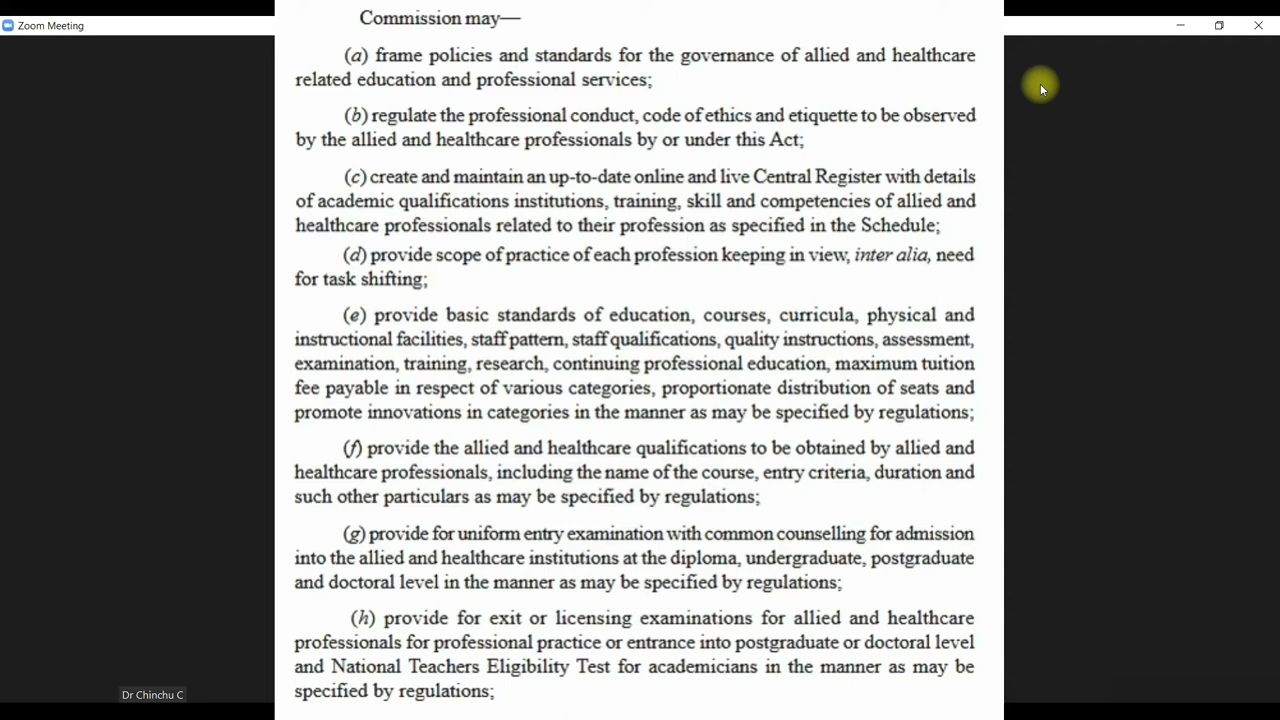 Zoom Meeting
Commission may—
(a) frame policies and standards for the governance of allied and healthcare
related education and professional services;
(b) regulate the professional conduct, code of ethics and etiquette to be observed
by the allied and healthcare professionals by or under this Act;
(c) create and maintain an up-to-date online and live Central Register with details
of academic qualifications institutions, training, skill and competencies of allied and
healthcare professionals related to their profession as specified in the Schedule;
(d) provide scope of practice of each profession keeping in view, inter alia, need
for task shifting;
(e) provide basic standards of education, courses, curricula, physical and
instructional facilities, staff pattern, staff qualifications, quality instructions, assessment,
examination, training, research, continuing professional education, maximum tuition
fee payable in respect of various categories, proportionate distribution of seats and
promote innovations in categories in the manner as may be specified by regulations;
(f) provide the allied and healthcare qualifications to be obtained by allied and
healthcare professionals, including the name of the course, entry criteria, duration and
such other particulars as may be specified by regulations;
(g) provide for uniform entry examination with common counselling for admission
into the allied and healthcare institutions at the diploma, undergraduate, postgraduate
and doctoral level in the manner as may be specified by regulations;
(h) provide for exit or licensing examinations for allied and healthcare
professionals for professional practice or entrance into postgraduate or doctoral level
and National Teachers Eligibility Test for academicians in the manner as may be
specified by regulations;
Dr Chinchu C